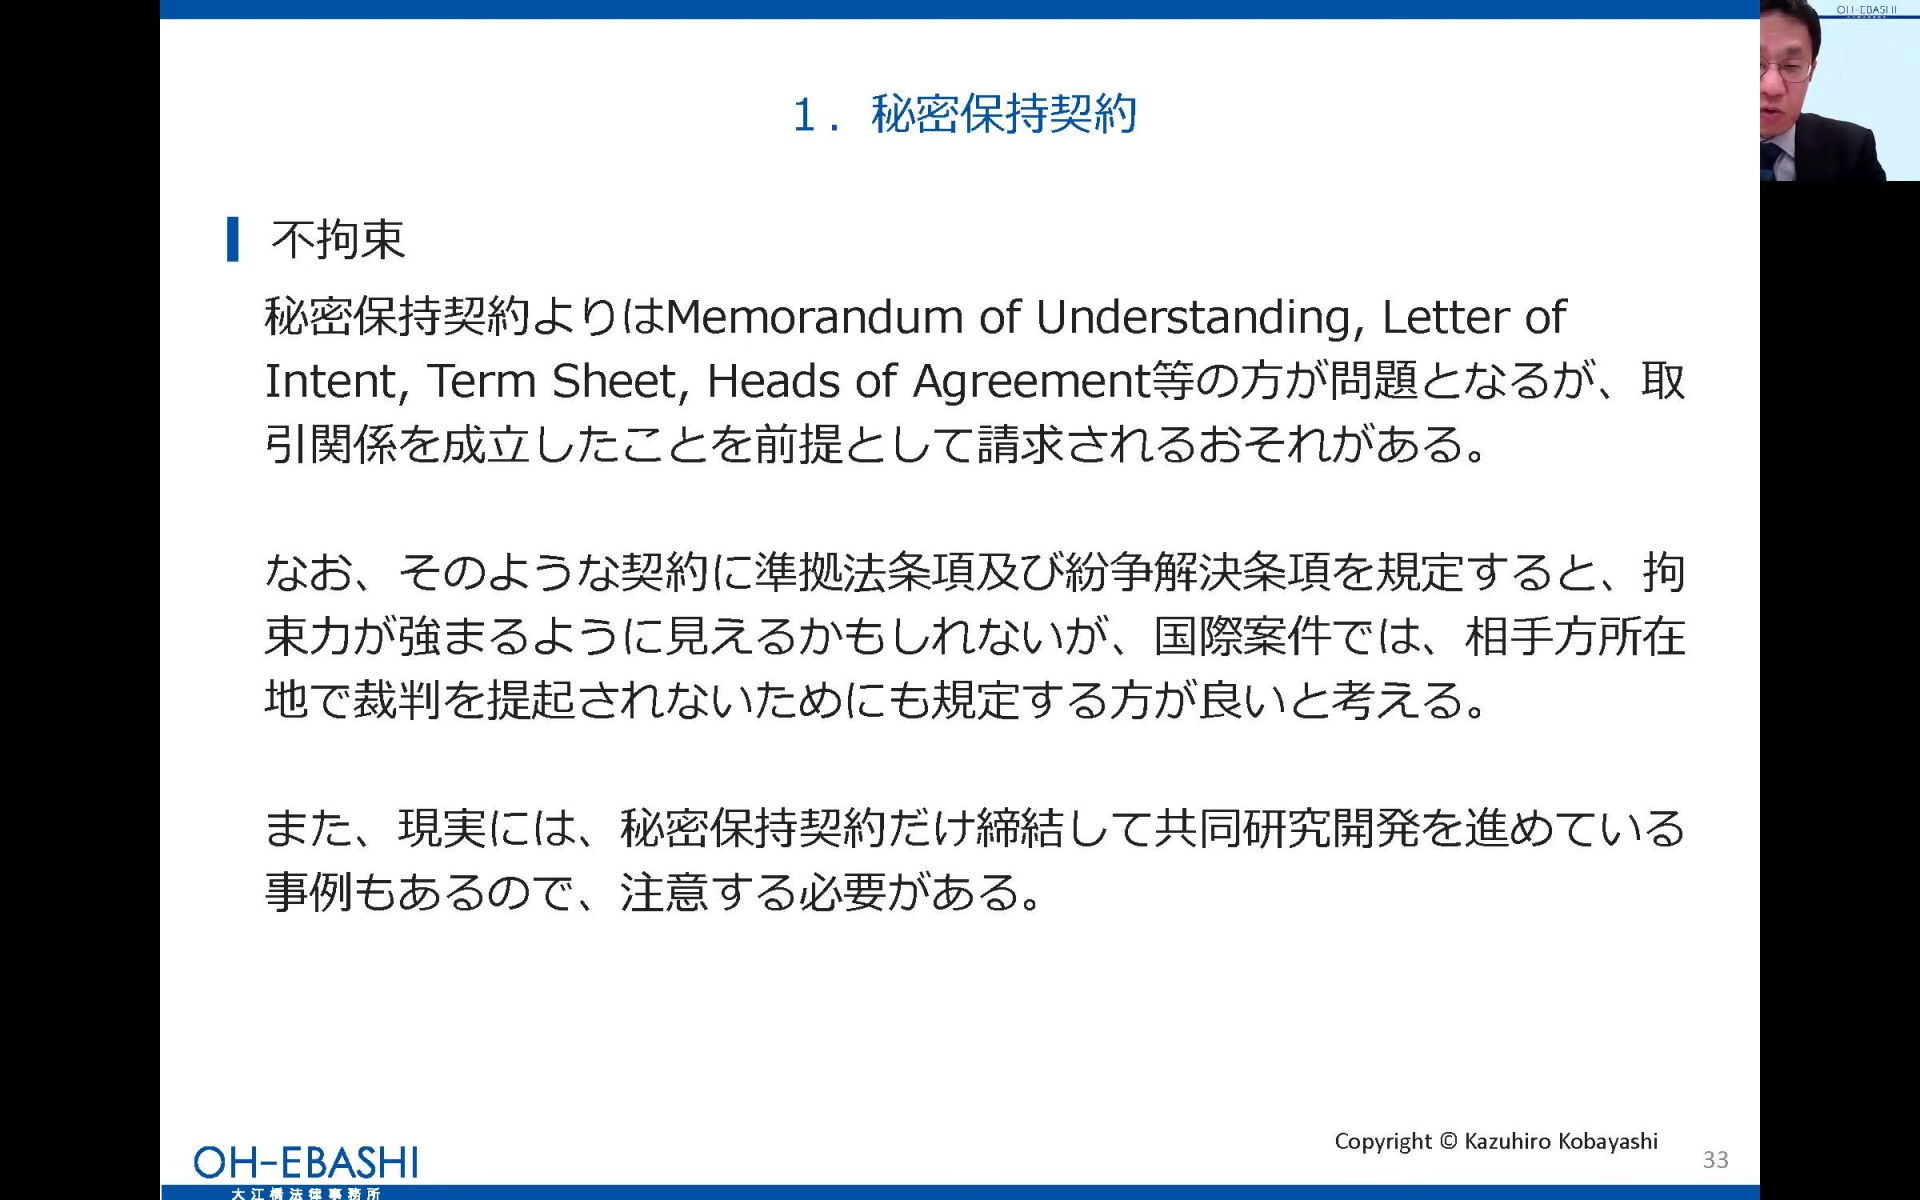 OH-EBASHI
1．秘密保持契約
不拘束
秘密保持契約よりはMemorandum of Understanding, Letter of
Intent, Term Sheet, Heads of Agreement等の方が問題となるが、取
引関係を成立したことを前提として請求されるおそれがある。
なお、そのような契約に準拠法条項及び紛争解決条項を規定すると、拘
束力が強まるように見えるかもしれないが、国際案件では、相手方所在
地で裁判を提起されないためにも規定する方が良いと考える。
また、現実には、秘密保持契約だけ締結して共同研究開発を進めている
事例もあるので、注意する必要がある。
Copyright © Kazuhiro Kobayashi
33
OH-EBASHI
大江橋法律事務所